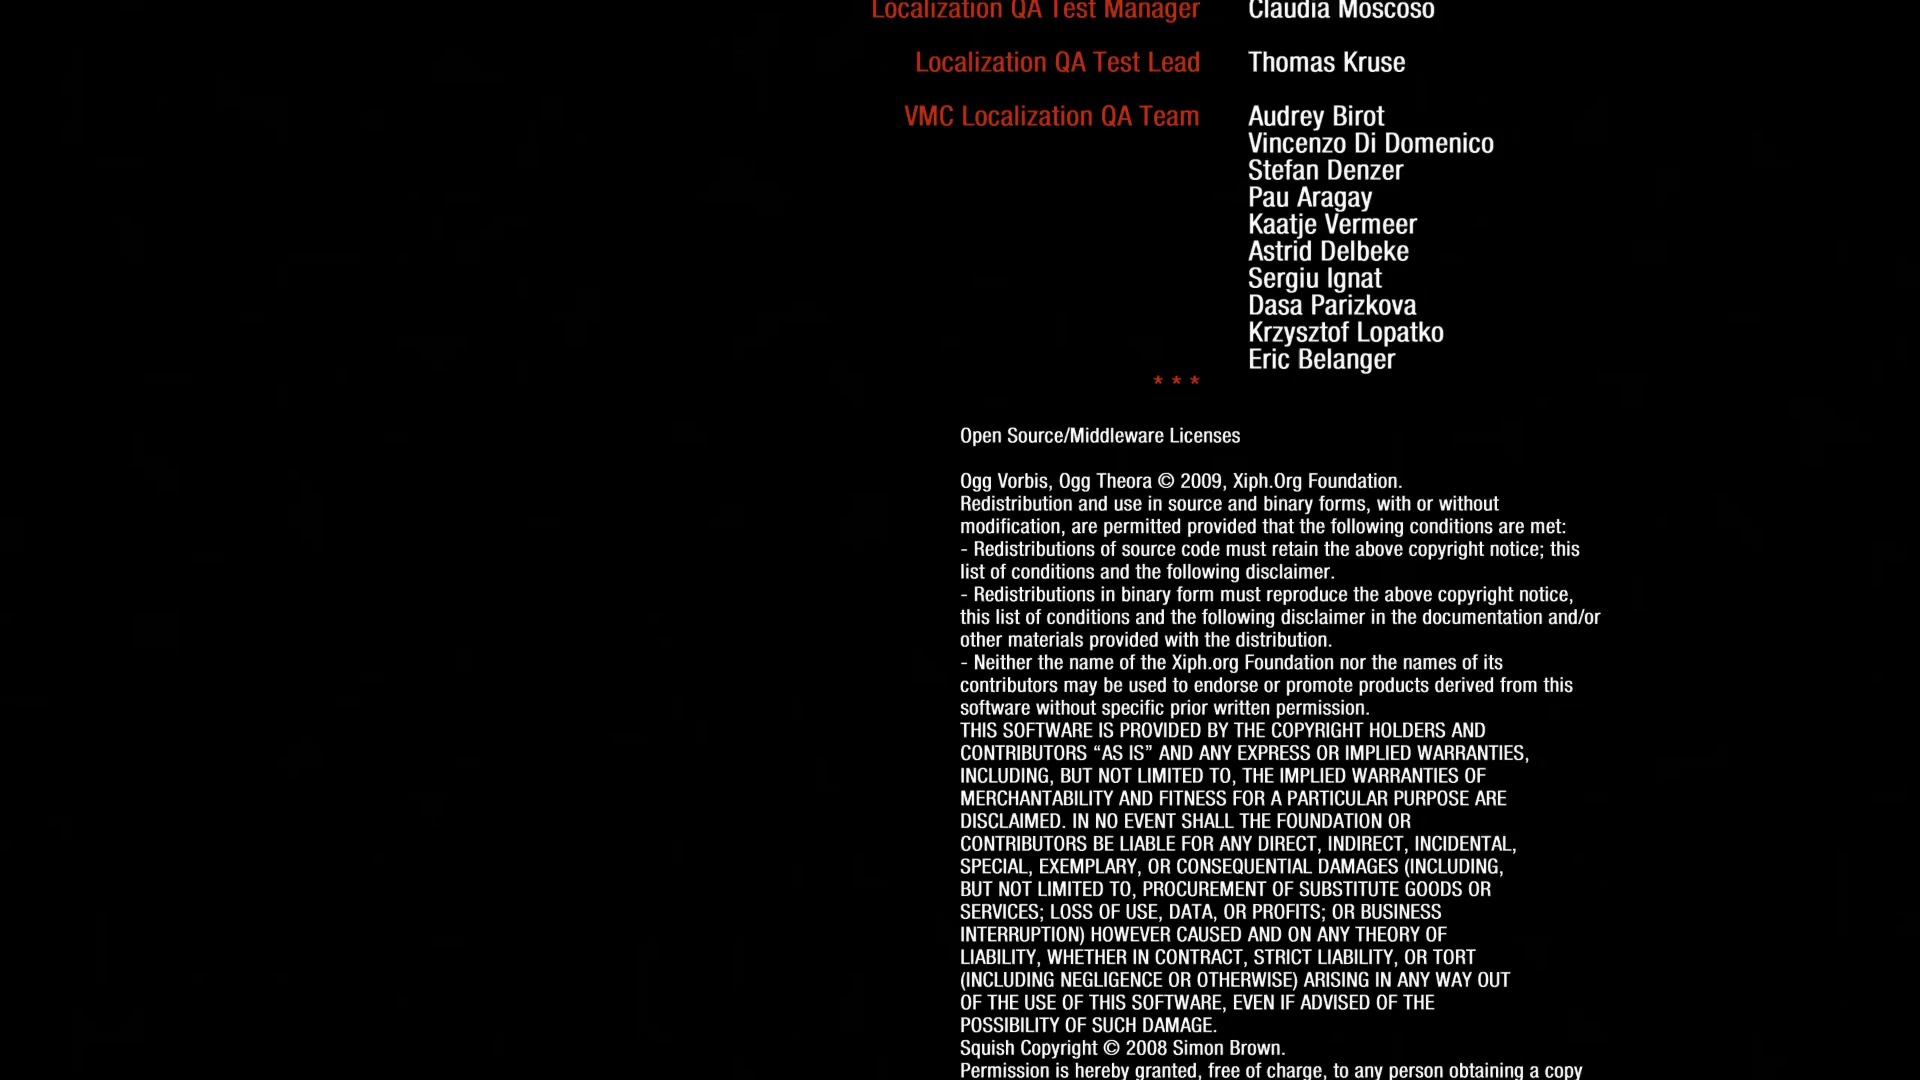 Localization QA Test Manager Claudia Moscoso
Localization QA Test Lead Thomas Kruse
VMC Localization QA Team Audrey Birot
Vincenzo Di Domenico
Stefan Denzer
Pau Aragay
Kaatje Vermeer
Astrid Delbeke
Sergiu Ignat
Dasa Parizkova
Krzysztof Lopatko
Eric Belanger
* * *
Open Source/Middleware Licenses
Ogg Vorbis, Ogg Theora © 2009, Xiph.Org Foundation.
Redistribution and use in source and binary forms, with or without
modification, are permitted provided that the following conditions are met:
- Redistributions of source code must retain the above copyright notice; this
list of conditions and the following disclaimer.
- Redistributions in binary form must reproduce the above copyright notice,
this list of conditions and the following disclaimer in the documentation and/or
other materials provided with the distribution.
- Neither the name of the Xiph.org Foundation nor the names of its
contributors may be used to endorse or promote products derived from this
software without specific prior written permission.
THIS SOFTWARE IS PROVIDED BY THE COPYRIGHT HOLDERS AND
CONTRIBUTORS “AS IS” AND ANY EXPRESS OR IMPLIED WARRANTIES,
INCLUDING, BUT NOT LIMITED TO, THE IMPLIED WARRANTIES OF
MERCHANTABILITY AND FITNESS FOR A PARTICULAR PURPOSE ARE
DISCLAIMED. IN NO EVENT SHALL THE FOUNDATION OR
CONTRIBUTORS BE LIABLE FOR ANY DIRECT, INDIRECT, INCIDENTAL,
SPECIAL, EXEMPLARY, OR CONSEQUENTIAL DAMAGES (INCLUDING,
BUT NOT LIMITED TO, PROCUREMENT OF SUBSTITUTE GOODS OR
SERVICES; LOSS OF USE, DATA, OR PROFITS; OR BUSINESS
INTERRUPTION) HOWEVER CAUSED AND ON ANY THEORY OF
LIABILITY, WHETHER IN CONTRACT, STRICT LIABILITY, OR TORT
(INCLUDING NEGLIGENCE OR OTHERWISE) ARISING IN ANY WAY OUT
OF THE USE OF THIS SOFTWARE, EVEN IF ADVISED OF THE
POSSIBILITY OF SUCH DAMAGE.
Squish Copyright © 2008 Simon Brown.
Permission is hereby granted, free of charge, to any person obtaining a copy